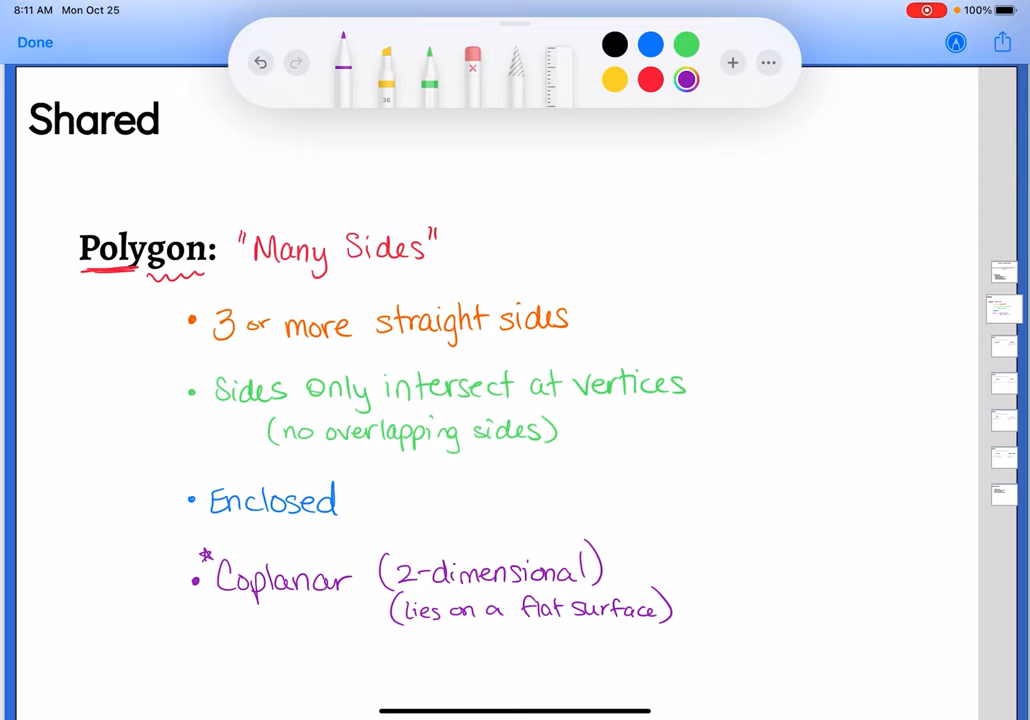 8:11 AM Mon Oct 25
100%
Done
38
Shared
Polygon: "Many Sides"
• 3 or more straight sides
• Sides Only intersect at vertices
(no overlapping sides)
• Enclosed
*
• Coplanar (2-dimensional)
(lies on a flat surface)